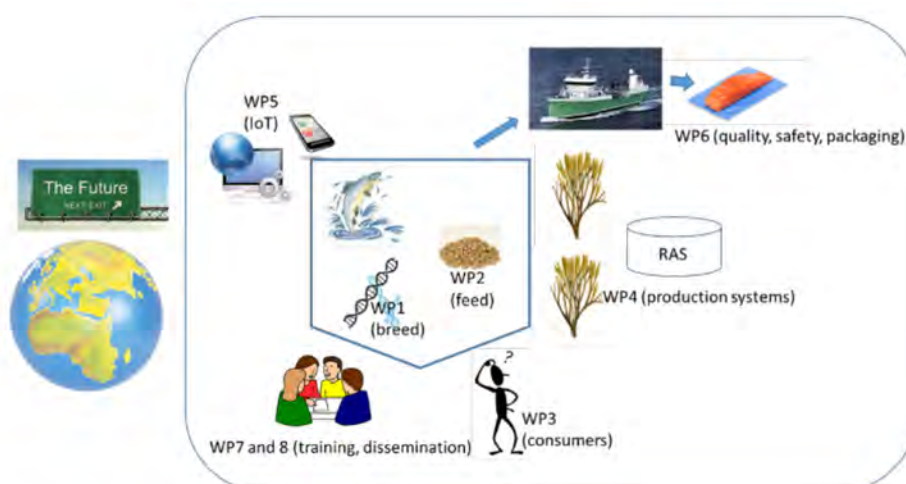 WP5
(IoT)
WP6 (quality, safety, packaging)
The Future
NEXT EXIT
RAS
WP2
(feed)
WP4 (production systems)
WP1
(breed)
?
WP3
(consumers)
WP7 and 8 (training, dissemination)